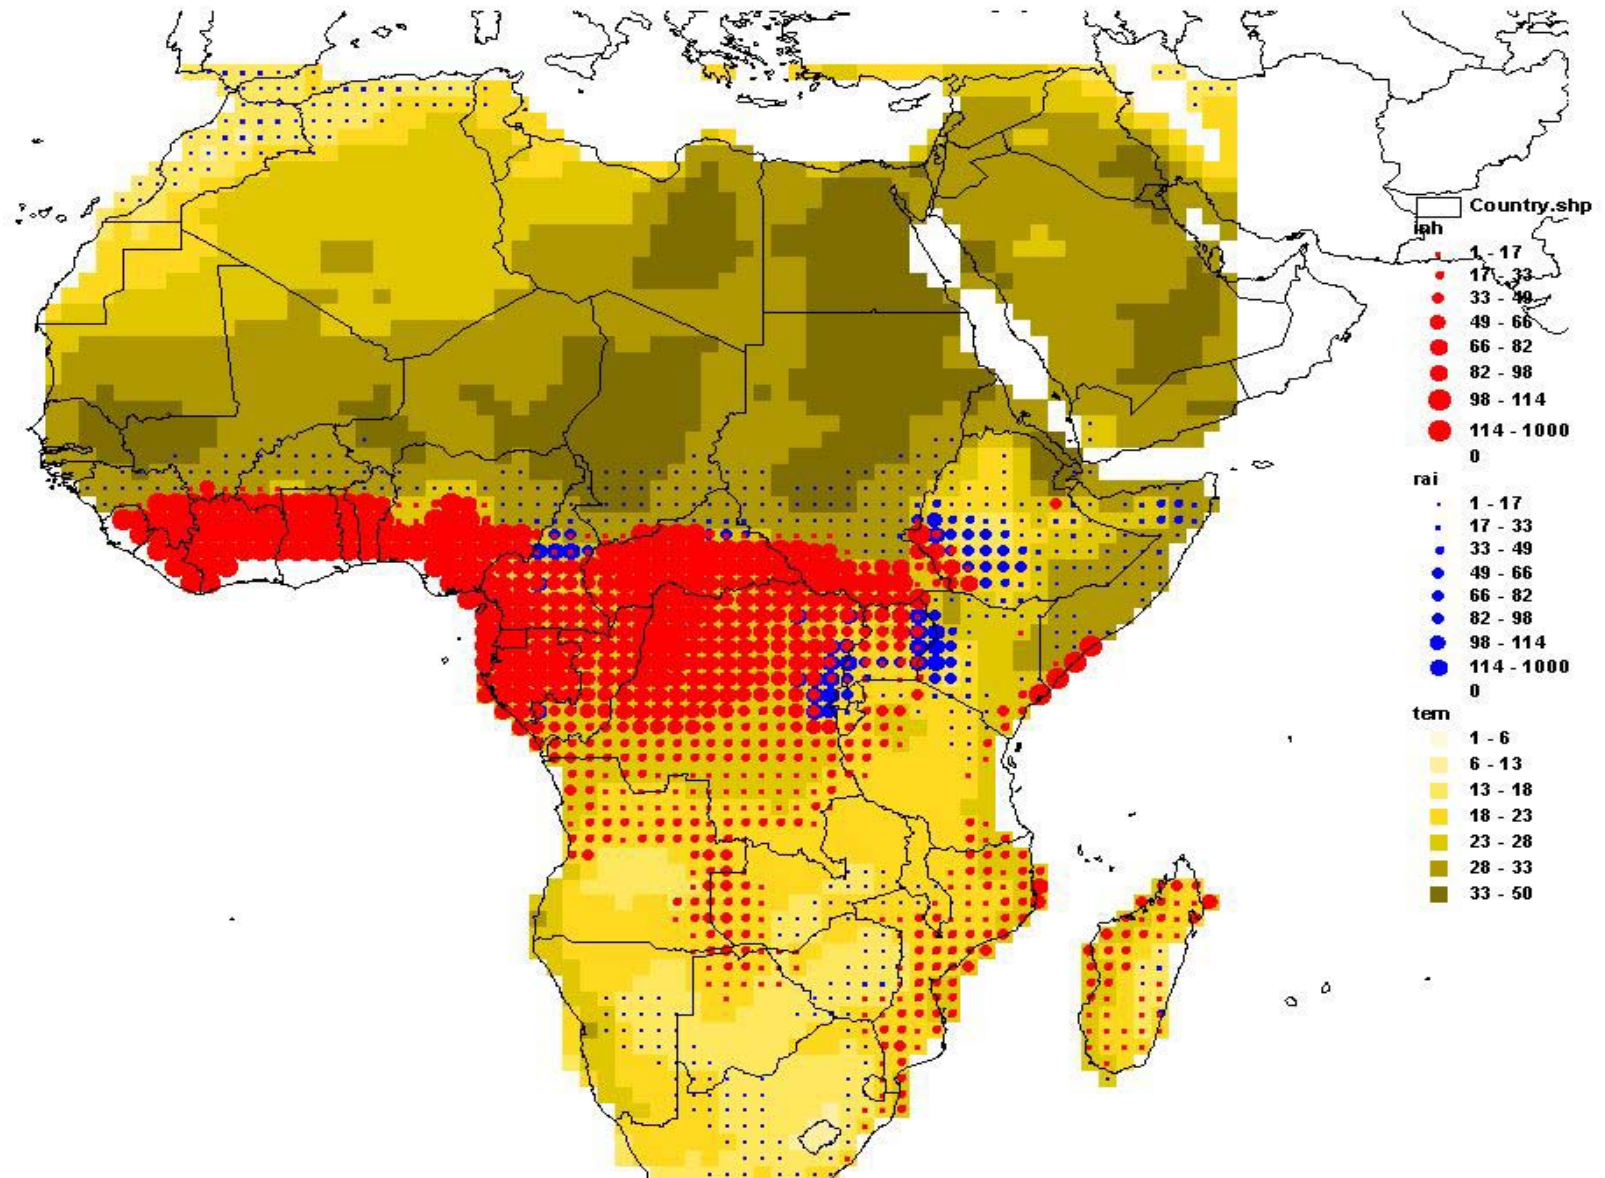 Country.shp
inh
1 - 17
17 - 33
33 - 49
49 - 66
66 - 82
82 - 98
98 - 114
114 - 1000
0
rai
1 - 17
17 - 33
33 - 49
49 - 66
66 - 82
82 - 98
98 - 114
114 - 1000
0
tem
1 - 6
6 - 13
13 - 18
18 - 23
23 - 28
28 - 33
33 - 50